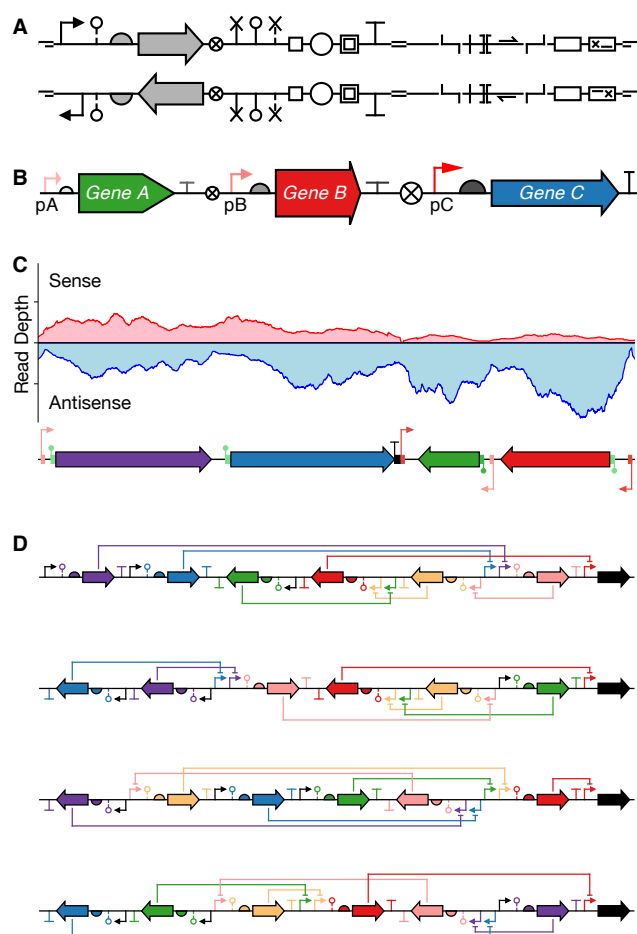 A
B
Gene A
Gene B
Gene C
pA
pB
pC
C
Sense
Read Depth
Antisense
D